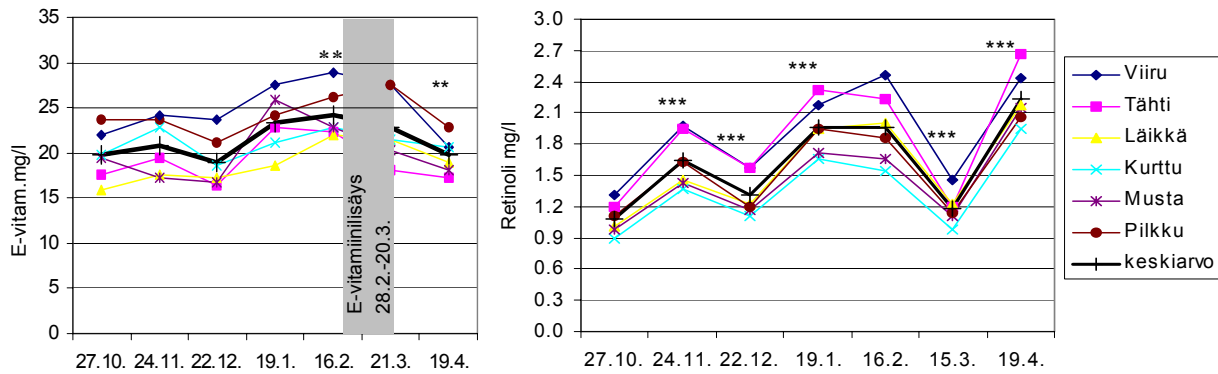 E-vitam.mg/l
35
30
25
20
15
10
5
0
**
**
E-vitamiinilisäys
28.2.-20.3.
27.10. 24.11. 22.12. 19.1. 16.2. 21.3. 19.4.
Retinoli mg/l
3.0
2.7
2.4
2.1
1.8
1.5
1.2
0.9
0.6
0.3
0.0
***
***
***
***
***
27.10. 24.11. 22.12. 19.1. 16.2. 15.3. 19.4.
Viiru
Tähti
Läikkä
Kurttu
Musta
Pilkku
keskiarvo